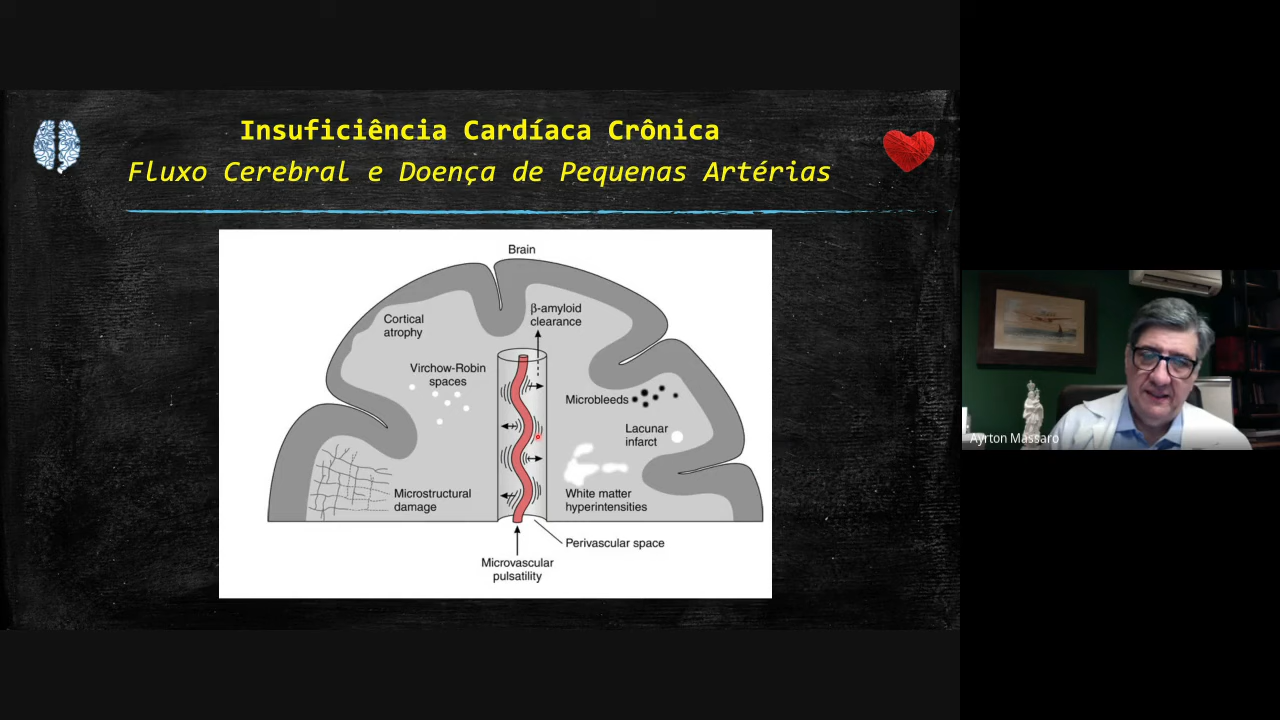 Insuficiência Cardíaca Crônica
Fluxo Cerebral e Doença de Pequenas Artérias
Brain
Cortical
atrophy
β-amyloid
clearance
Virchow-Robin
spaces
Microbleeds
Lacunar
infarct
Microstructural
damage
White matter
hyperintensities
Perivascular space
Microvascular
pulsatility
Ayrton Massaro